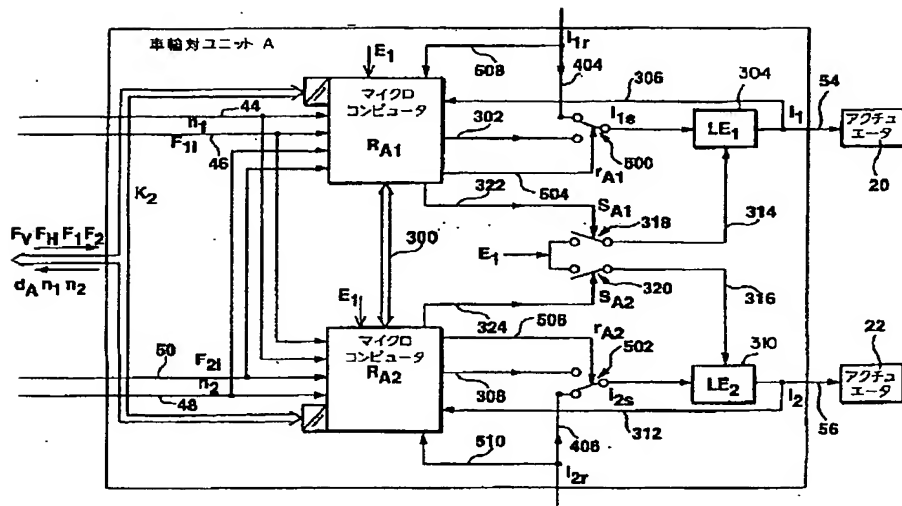 車輪対ユニット A
E1
508
I1r
404
306
304
54
44
n1
46
F1i
マイクロ
コンピュータ
RA1
302
I1s
500
rA1
504
322
LE1
I1
アクチュ
エータ
20
K2
SA1
318
314
FV FH F1 F2
dA n1 n2
300
E1
320
SA2
316
E1
324
506
rA2
502
310
22
50
F2i
n2
48
マイクロ
コンピュータ
RA2
308
I2s
312
LE2
I2
アクチュ
エータ
56
510
406
I2r